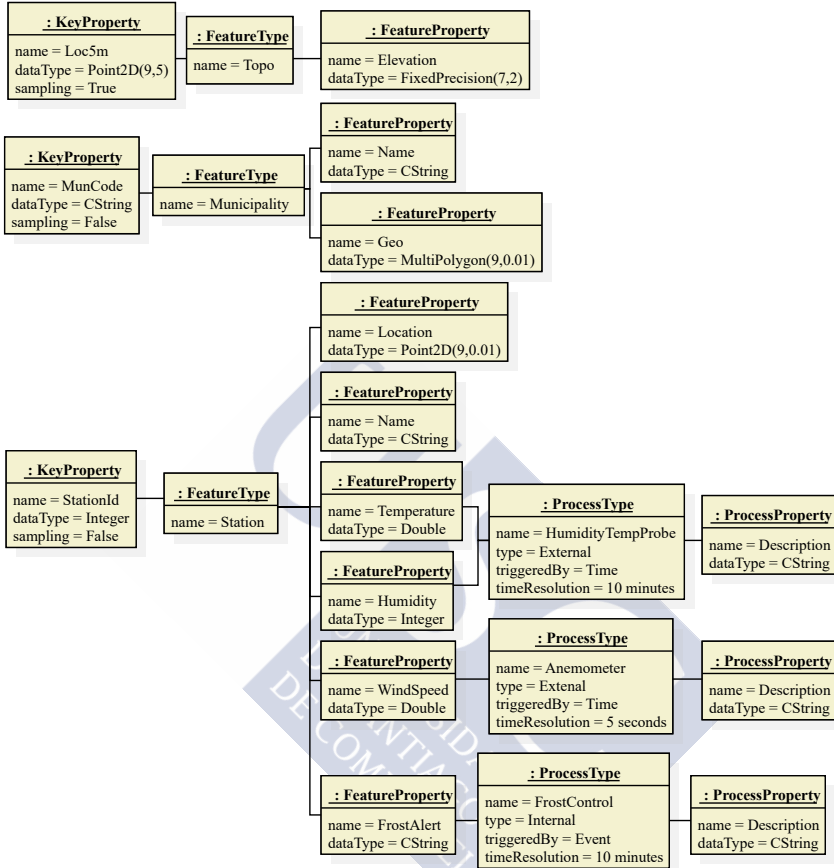 : KeyProperty
name = Loc5m
dataType = Point2D(9,5)
sampling = True
: FeatureType
name = Topo
: FeatureProperty
name = Elevation
dataType = FixedPrecision(7,2)
: KeyProperty
name = MunCode
dataType = CString
sampling = False
: FeatureType
name = Municipality
: FeatureProperty
name = Name
dataType = CString
: FeatureProperty
name = Geo
dataType = MultiPolygon(9,0.01)
: KeyProperty
name = StationId
dataType = Integer
sampling = False
: FeatureType
name = Station
: FeatureProperty
name = Location
dataType = Point2D(9,0.01)
: FeatureProperty
name = Name
dataType = CString
: FeatureProperty
name = Temperature
dataType = Double
: FeatureProperty
name = Humidity
dataType = Integer
: ProcessType
name = HumidityTempProbe
type = External
triggeredBy = Time
timeResolution = 10 minutes
: ProcessProperty
name = Description
dataType = CString
: FeatureProperty
name = WindSpeed
dataType = Double
: ProcessType
name = Anemometer
type = Extenal
triggeredBy = Time
timeResolution = 5 seconds
: ProcessProperty
name = Description
dataType = CString
: FeatureProperty
name = FrostAlert
dataType = CString
: ProcessType
name = FrostControl
type = Internal
triggeredBy = Event
timeResolution = 10 minutes
: ProcessProperty
name = Description
dataType = CString